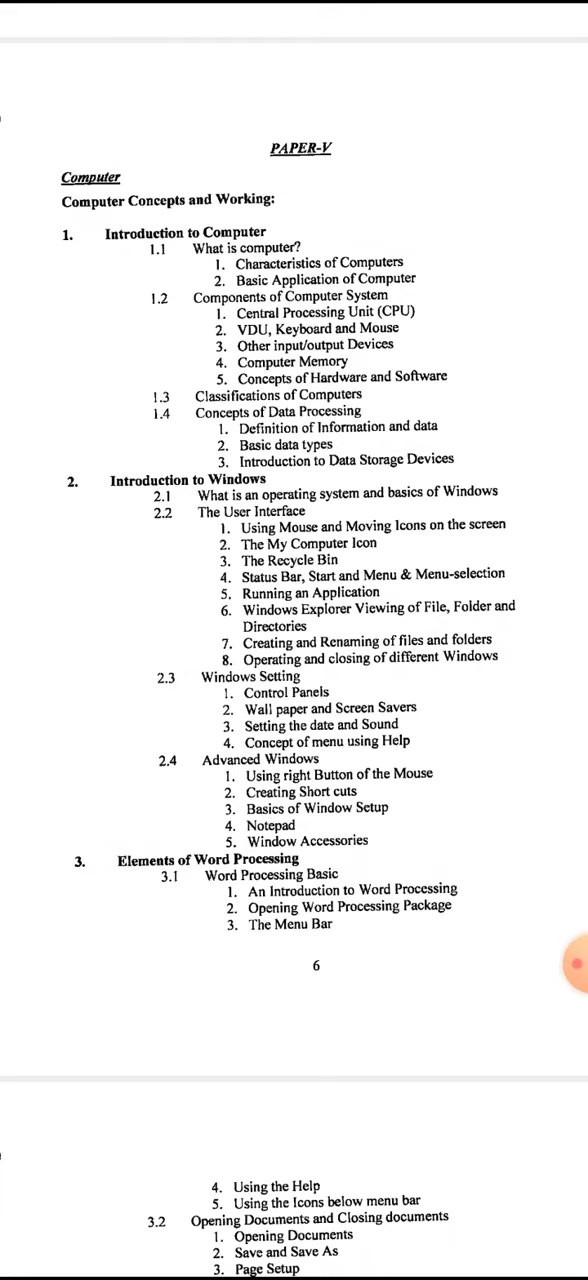 PAPER-V
Computer
Computer Concepts and Working:
1. Introduction to Computer
1.1 What is computer?
1. Characteristics of Computers
2. Basic Application of Computer
1.2 Components of Computer System
1. Central Processing Unit (CPU)
2. VDU, Keyboard and Mouse
3. Other input/output Devices
4. Computer Memory
5. Concepts of Hardware and Software
1.3 Classifications of Computers
1.4 Concepts of Data Processing
1. Definition of Information and data
2. Basic data types
3. Introduction to Data Storage Devices
2. Introduction to Windows
2.1 What is an operating system and basics of Windows
2.2 The User Interface
1. Using Mouse and Moving Icons on the screen
2. The My Computer Icon
3. The Recycle Bin
4. Status Bar, Start and Menu & Menu-selection
5. Running an Application
6. Windows Explorer Viewing of File, Folder and
Directories
7. Creating and Renaming of files and folders
8. Operating and closing of different Windows
2.3 Windows Setting
1. Control Panels
2. Wall paper and Screen Savers
3. Setting the date and Sound
4. Concept of menu using Help
2.4 Advanced Windows
1. Using right Button of the Mouse
2. Creating Short cuts
3. Basics of Window Setup
4. Notepad
5. Window Accessories
3. Elements of Word Processing
3.1 Word Processing Basic
1. An Introduction to Word Processing
2. Opening Word Processing Package
3. The Menu Bar
6
4. Using the Help
5. Using the Icons below menu bar
3.2 Opening Documents and Closing documents
1. Opening Documents
2. Save and Save As
3. Page Setup